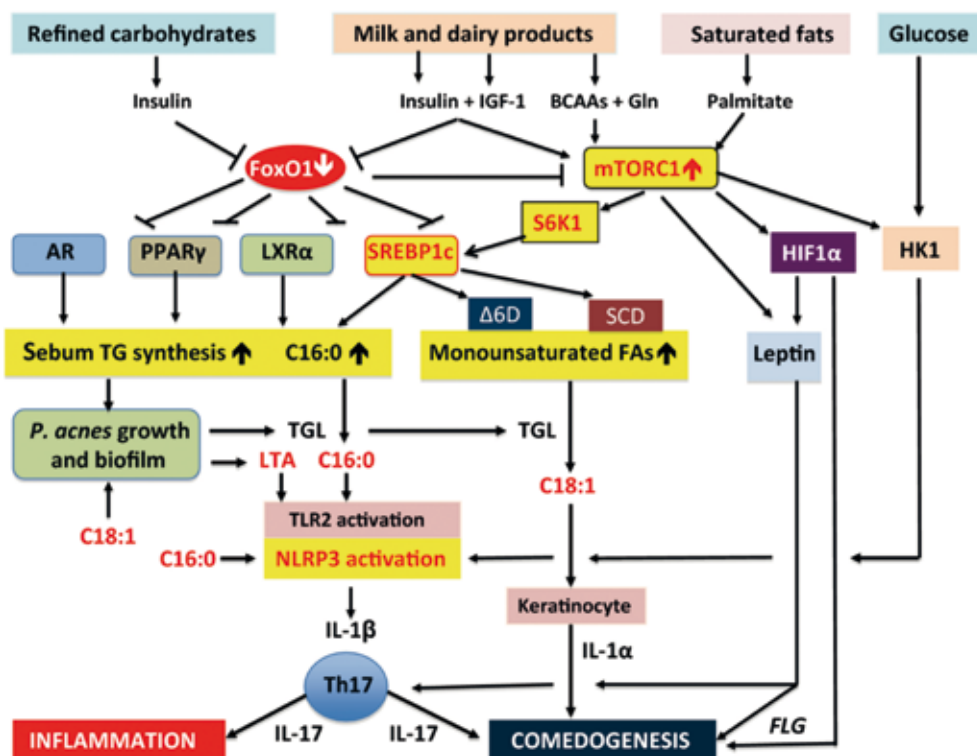 Refined carbohydrates
Milk and dairy products
Saturated fats
Glucose
Insulin
Insulin + IGF-1
BCAAs + Gln
Palmitate
FoxO1
mTORC1
S6K1
AR
PPARγ
LXRα
SREBP1c
HIF1α
HK1
Δ6D
SCD
Sebum TG synthesis
C16:0
Monounsaturated FAs
Leptin
P. acnes growth
and biofilm
TGL
TGL
LTA
C16:0
C18:1
C18:1
TLR2 activation
C16:0
NLRP3 activation
Keratinocyte
IL-1β
IL-1α
Th17
FLG
IL-17
IL-17
INFLAMMATION
COMEDOGENESIS